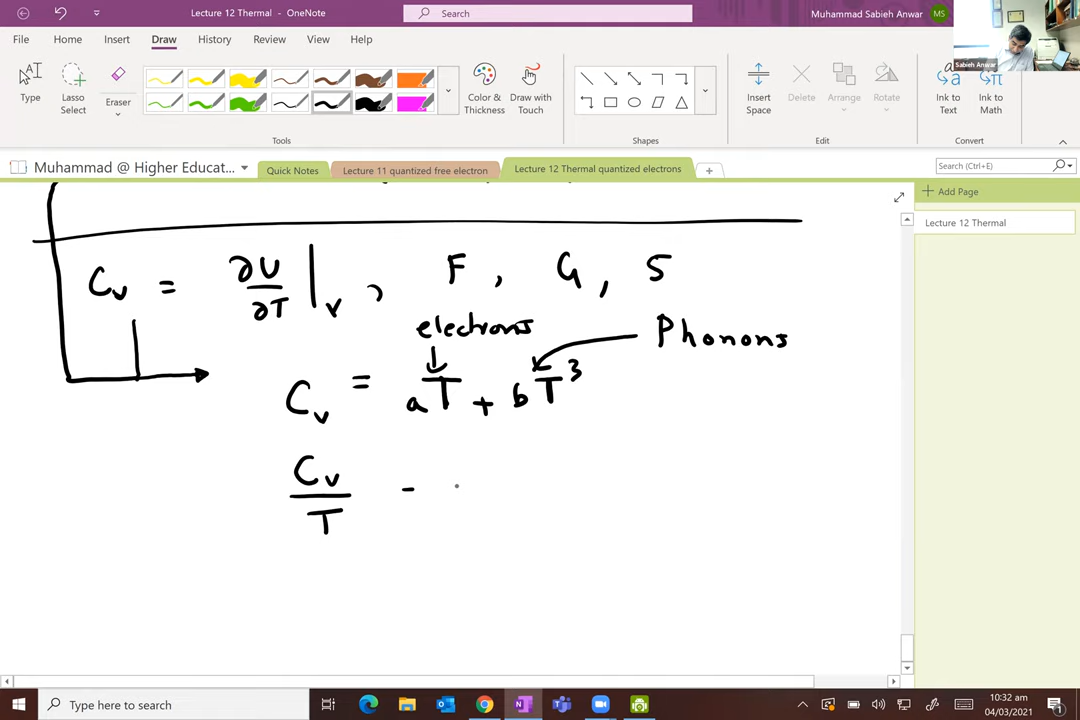 Lecture 12 Thermal - OneNote
Search
Muhammad Sabieh Anwar
MS
File Home Insert Draw History Review View Help
Sabieh Anwar
Type
Lasso Select
Eraser
Color & Thickness
Draw with Touch
Insert Space
Delete
Arrange
Rotate
Ink to Text
Ink to Math
Tools
Shapes
Edit
Convert
Muhammad @ Higher Educat...
Quick Notes
Lecture 11 quantized free electron
Lecture 12 Thermal quantized electrons
Search (Ctrl+E)
Add Page
Lecture 12 Thermal
Cv = ∂U/∂T |v , F, G, S
electrons
Phonons
Cv = aT + bT³
Cv/T -
Type here to search
10:32 am
04/03/2021